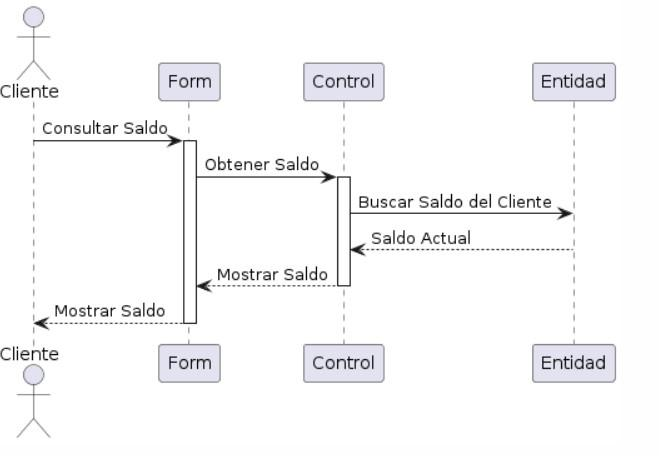 Cliente
Form
Control
Entidad
Consultar Saldo
Obtener Saldo
Buscar Saldo del Cliente
Saldo Actual
Mostrar Saldo
Mostrar Saldo
Cliente
Form
Control
Entidad